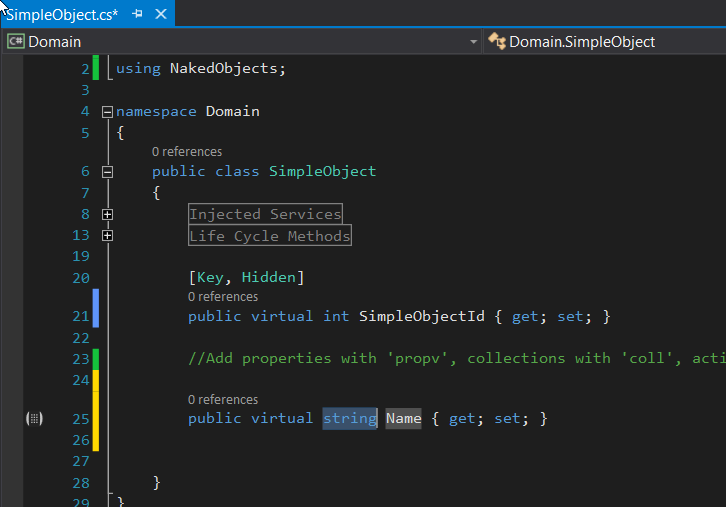 SimpleObject.cs*
C# Domain Domain.SimpleObject
2 using NakedObjects;
3
4 namespace Domain
5 {
0 references
6 public class SimpleObject
7 {
8 Injected Services
13 Life Cycle Methods
19
20 [Key, Hidden]
0 references
21 public virtual int SimpleObjectId { get; set; }
22
23 //Add properties with 'propv', collections with 'coll', acti
24
0 references
25 public virtual string Name { get; set; }
26
27
28 }
29 }